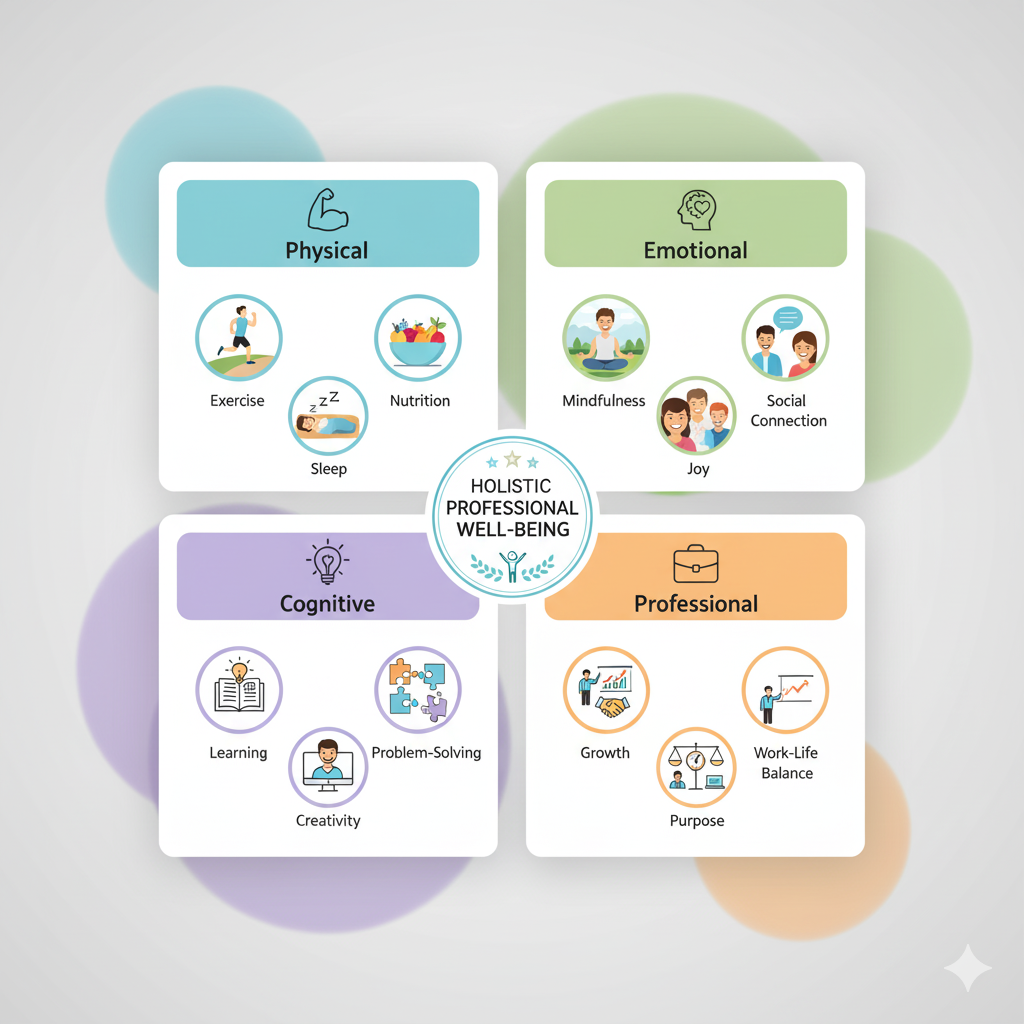 Physical
Exercise
Nutrition
z z Z
Sleep
Emotional
Mindfulness
Social
Connection
Joy
HOLISTIC
PROFESSIONAL
WELL-BEING
Cognitive
Learning
Problem-Solving
Creativity
Professional
Growth
Work-Life
Balance
Purpose